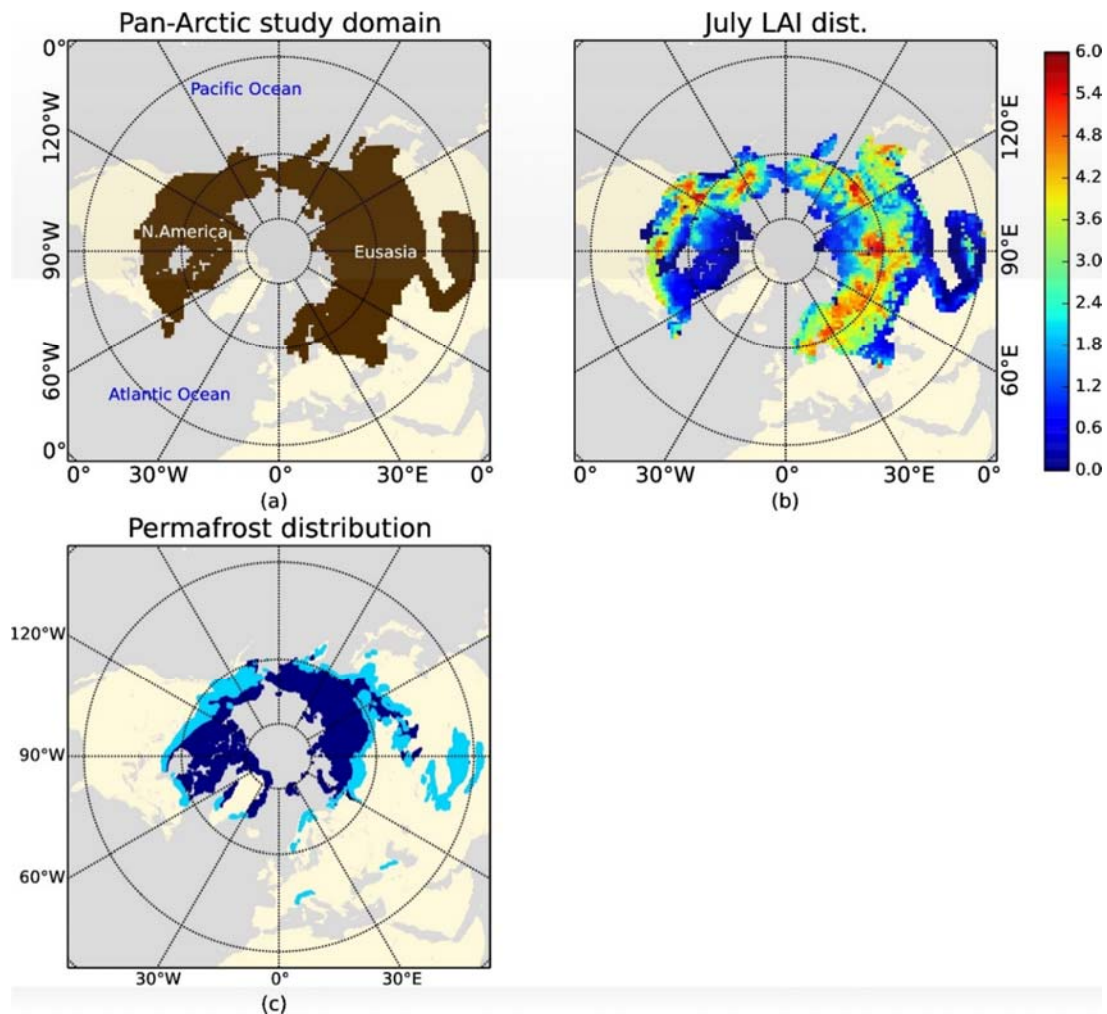 Pan-Arctic study domain
0°
120°W
90°W
60°W
0°
Pacific Ocean
N.America
Eusasia
Atlantic Ocean
0° 30°W 0° 30°E 0°
(a)
July LAI dist.
120°E
90°E
60°E
0° 30°W 0° 30°E 0°
(b)
6.0
5.4
4.8
4.2
3.6
3.0
2.4
1.8
1.2
0.6
0.0
Permafrost distribution
120°W
90°W
60°W
30°W 0° 30°E
(c)